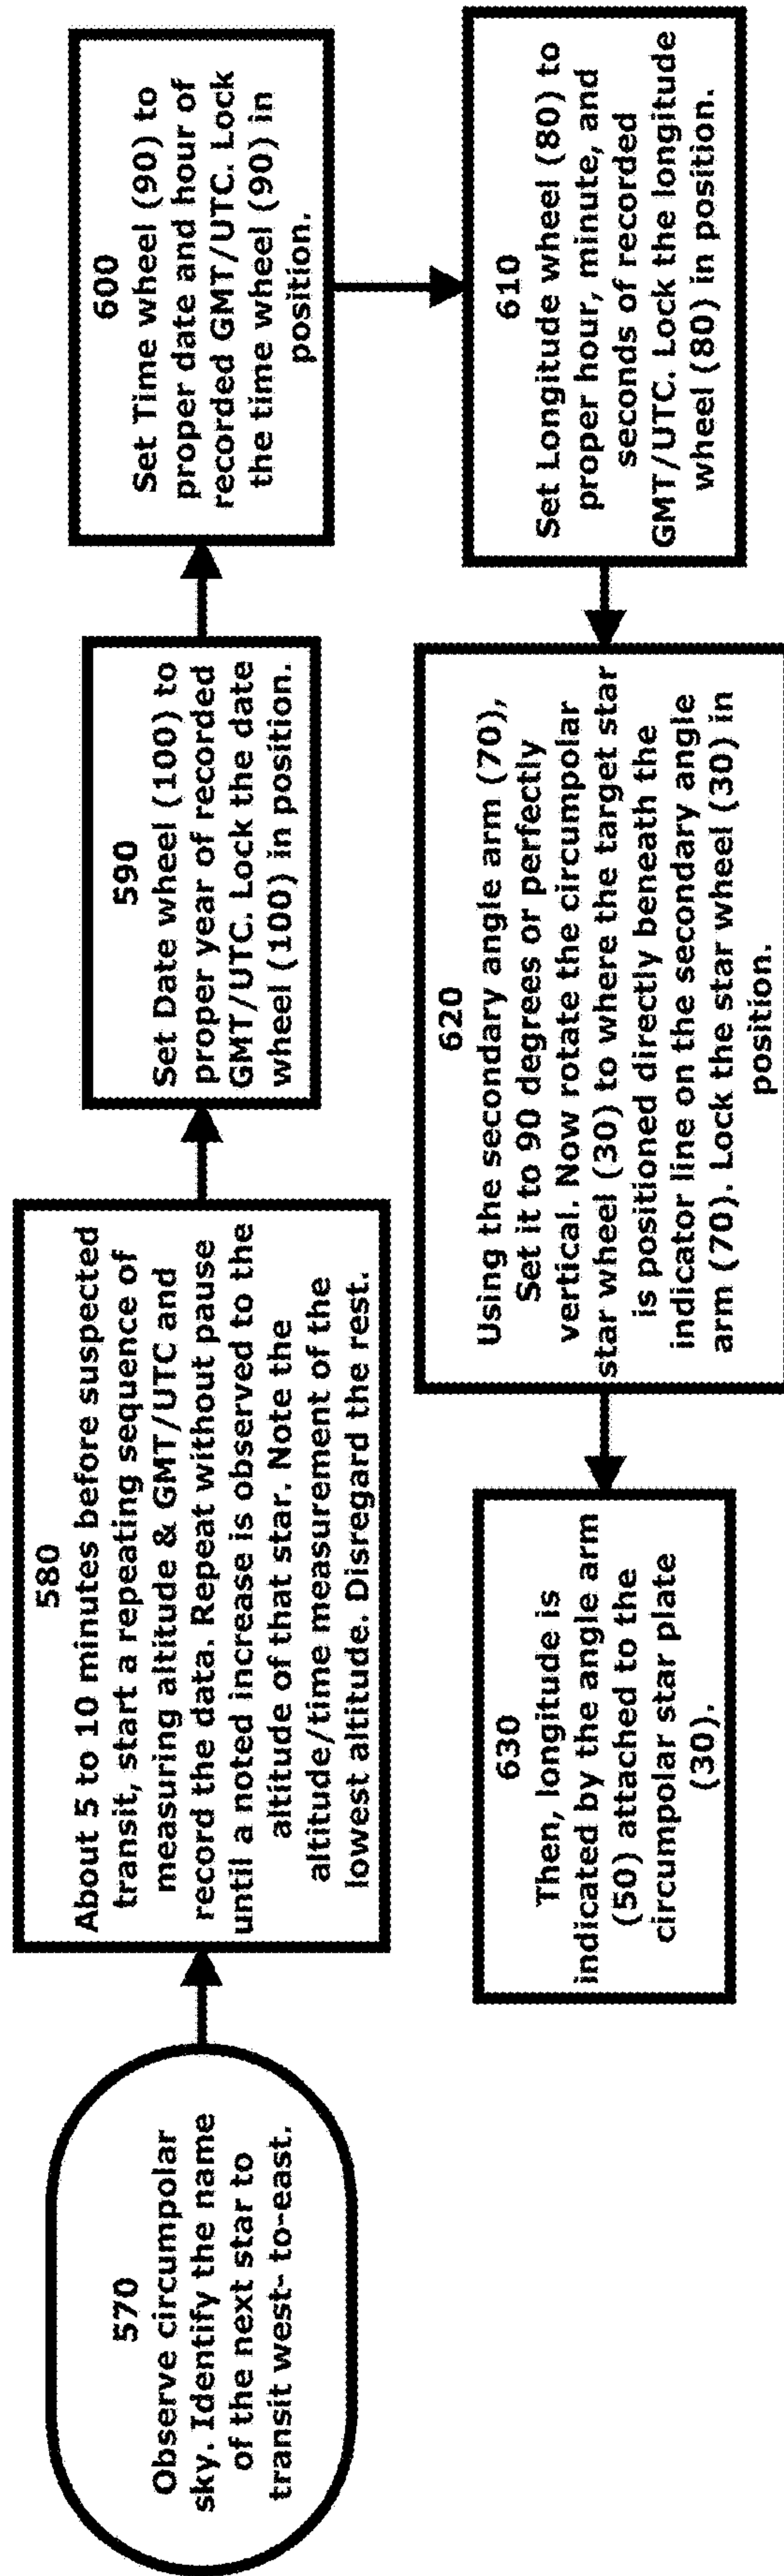 570
Observe circumpolar
sky. Identify the name
of the next star to
transit west- to-east.
580
About 5 to 10 minutes before suspected
transit, start a repeating sequence of
measuring altitude & GMT/UTC and
record the data. Repeat without pause
until a noted increase is observed to the
altitude of that star. Note the
altitude/time measurement of the
lowest altitude. Disregard the rest.
590
Set Date wheel (100) to
proper year of recorded
GMT/UTC. Lock the date
wheel (100) in position.
600
Set Time wheel (90) to
proper date and hour of
recorded GMT/UTC. Lock
the time wheel (90) in
position.
610
Set Longitude wheel (80) to
proper hour, minute, and
seconds of recorded
GMT/UTC. Lock the longitude
wheel (80) in position.
620
Using the secondary angle arm (70),
Set it to 90 degrees or perfectly
vertical. Now rotate the circumpolar
star wheel (30) to where the target star
is positioned directly beneath the
indicator line on the secondary angle
arm (70). Lock the star wheel (30) in
position.
630
Then, longitude is
indicated by the angle arm
(50) attached to the
circumpolar star plate
(30).